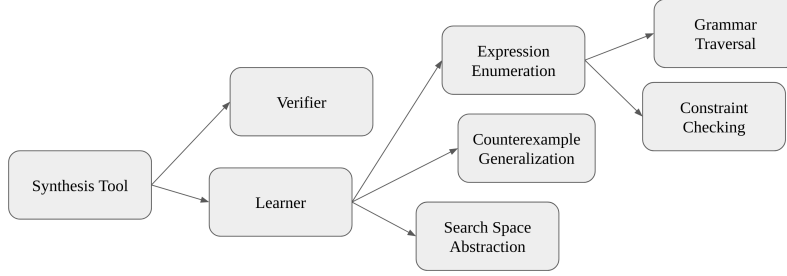 Synthesis Tool
Verifier
Learner
Expression
Enumeration
Counterexample
Generalization
Search Space
Abstraction
Grammar
Traversal
Constraint
Checking